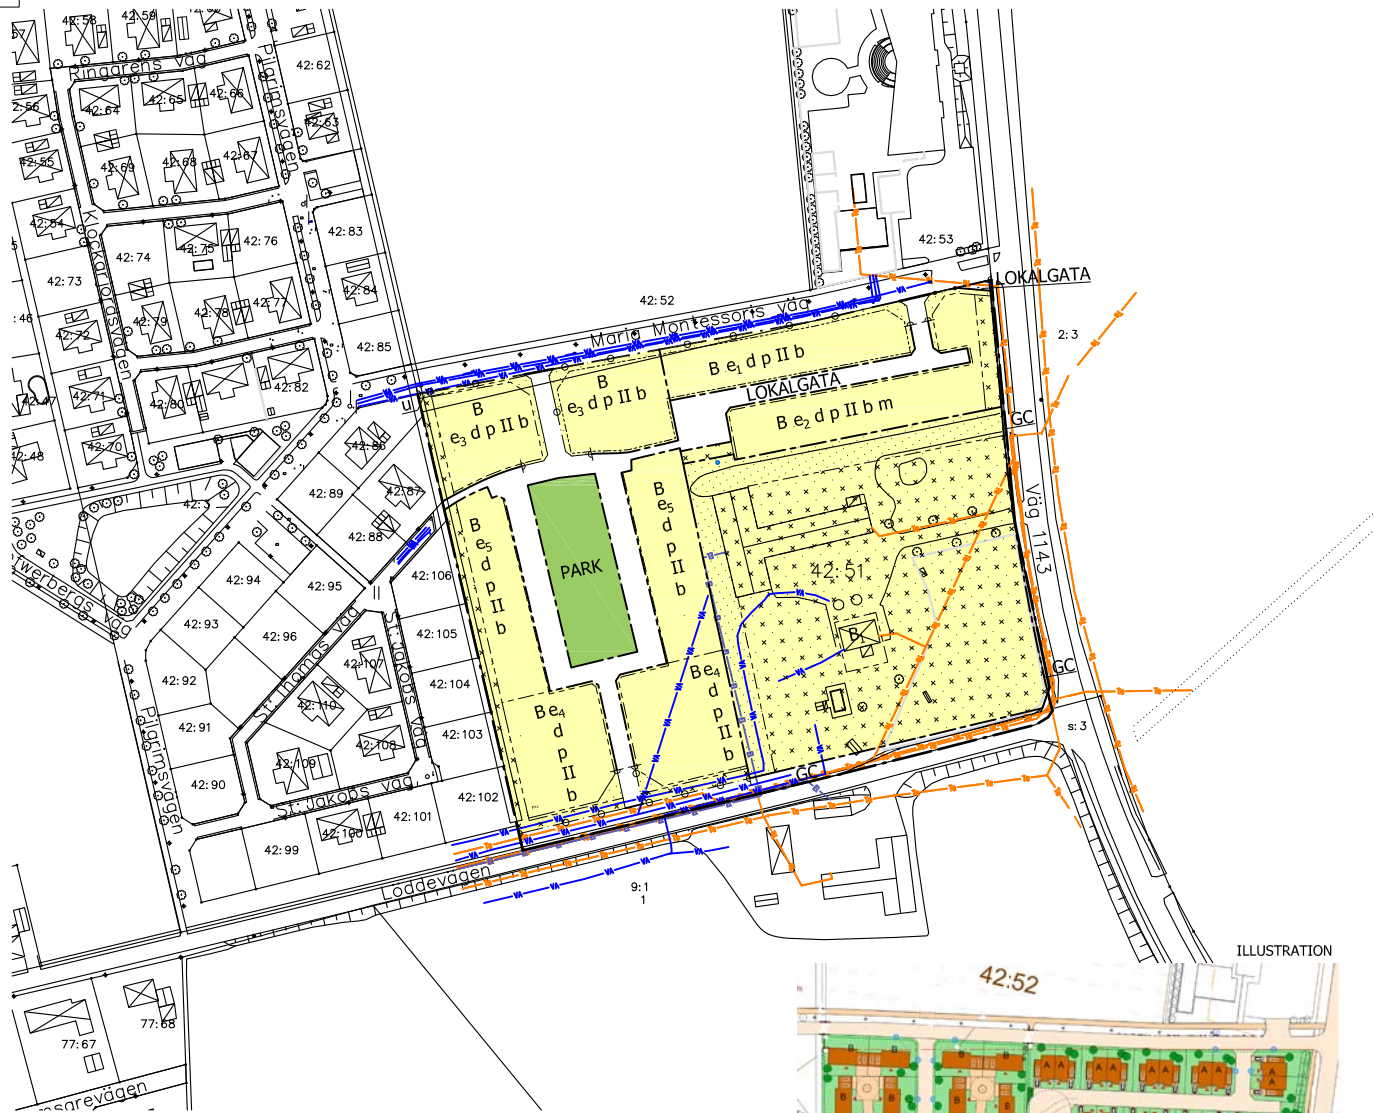 42:58
42:59
42:62
Ringarens väg
Pilgrimsvägen
42:64
42:65
42:66
42:63
42:55
42:69
42:68
42:67
42:54
Klockargårdsvägen
42:74
42:75
42:76
42:83
42:73
42:84
42:53
42:52
LOKALGATA
42:72
42:79
42:78
42:77
Maria Montessoris väg
2:3
42:85
42:82
B e1 d p II b
42:47
42:71
42:80
u
B
e3 d p II b
B
e3 d p II b
LOKALGATA
B e2 d p II b m
GC
42:48
42:70
42:86
42:3
42:89
42:87
B
e5
d
p
II
b
B
e5
d
p
II
b
Väg 1143
42:88
PARK
42:51
42:94
42:95
42:106
42:93
42:96
42:105
B1
St Thomas väg
St Jakobs väg
42:107
42:92
42:104
B e4
d
p
II
b
GC
42:110
42:91
B e4
d
p
II
b
42:108
42:103
s:3
Pilgrimsvägen
42:109
42:90
GC
St Jakobs väg
42:102
42:101
42:100
42:99
Löddevägen
9:1
1
ILLUSTRATION
42:52
77:68
77:67
B
B
A
A
A
A
A
A
A
A
A
A
B
B
B
B